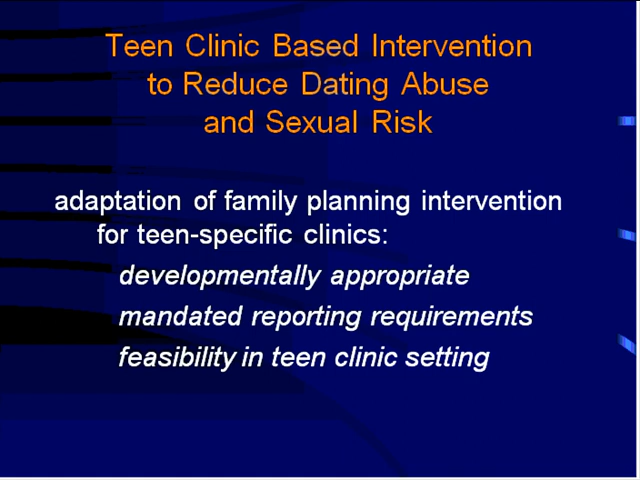 Teen Clinic Based Intervention
to Reduce Dating Abuse
and Sexual Risk
adaptation of family planning intervention
for teen-specific clinics:
developmentally appropriate
mandated reporting requirements
feasibility in teen clinic setting